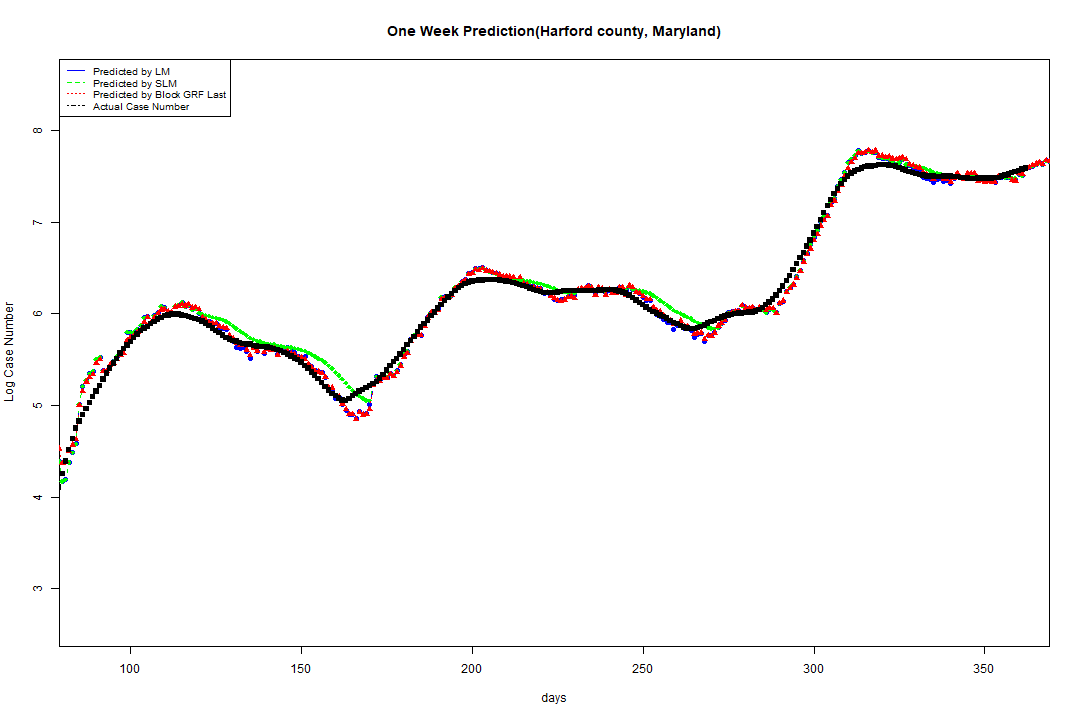 One Week Prediction(Harford county, Maryland)
Predicted by LM
Predicted by SLM
Predicted by Block GRF Last
Actual Case Number
8
7
6
5
4
3
Log Case Number
100 150 200 250 300 350
days